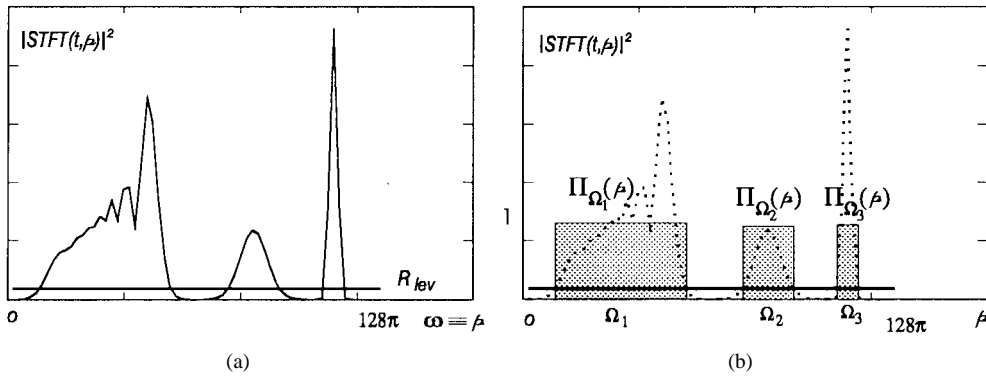 |STFT(t,μ)|²
R_lev
0
128π
ω ≡ μ
(a)
|STFT(t,μ)|²
1
Π_Ω₁(μ)
Π_Ω₂(μ)
Π_Ω₃(μ)
0
Ω₁
Ω₂
Ω₃
128π
μ
(b)